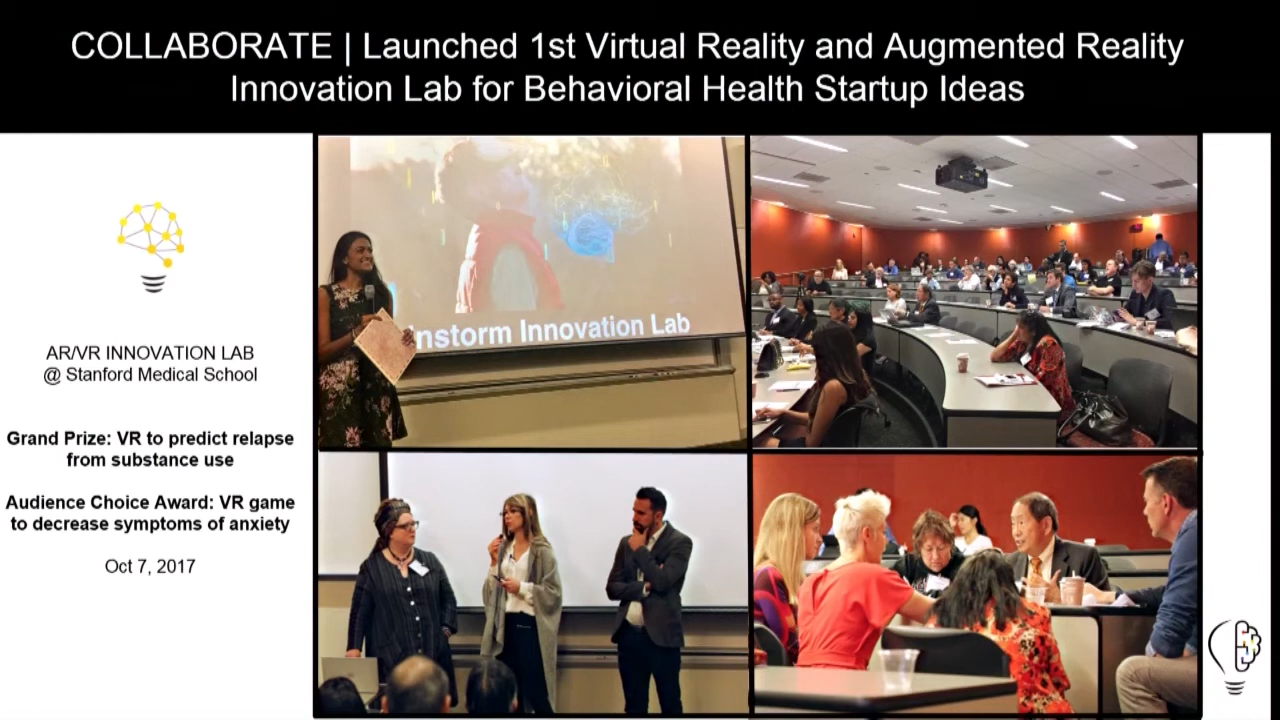 COLLABORATE | Launched 1st Virtual Reality and Augmented Reality
Innovation Lab for Behavioral Health Startup Ideas
AR/VR INNOVATION LAB
@ Stanford Medical School
Grand Prize: VR to predict relapse
from substance use
Audience Choice Award: VR game
to decrease symptoms of anxiety
Oct 7, 2017
nstorm Innovation Lab